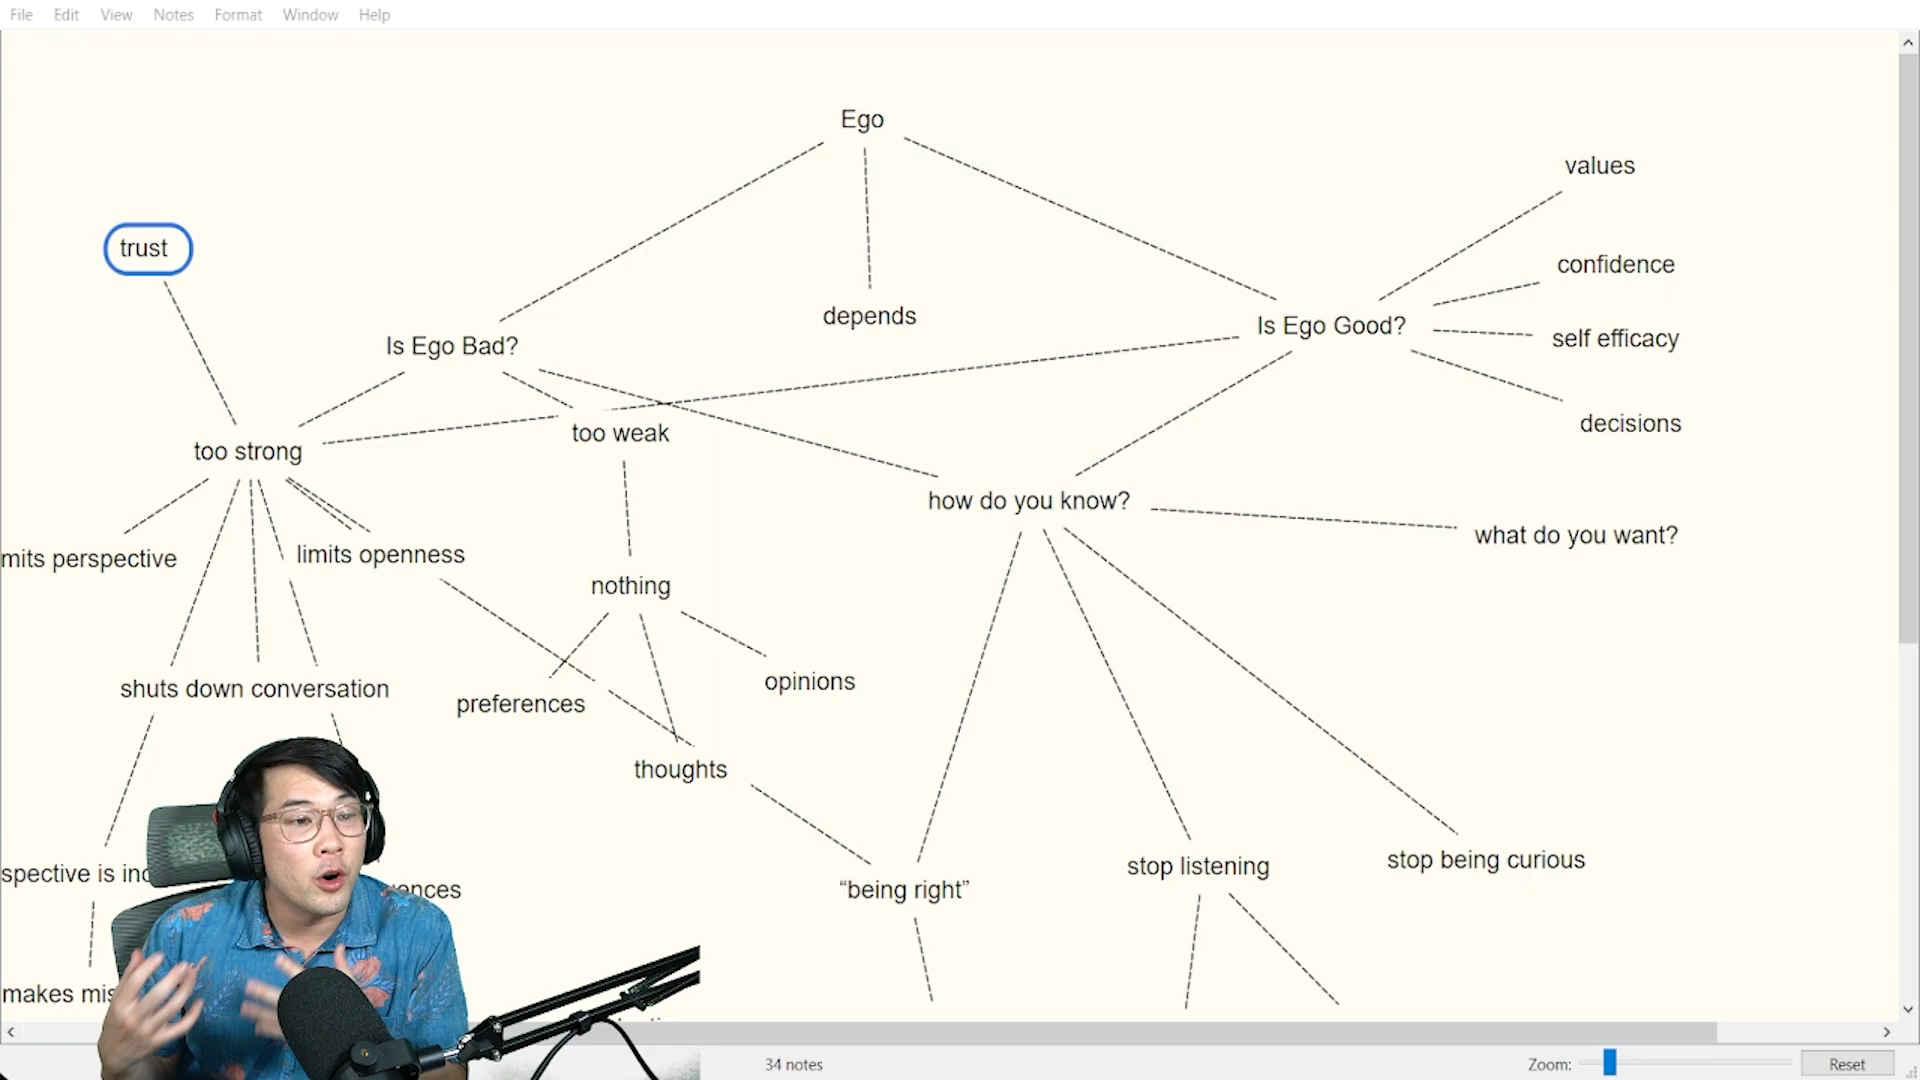 File Edit View Notes Format Window Help
Ego
values
trust
confidence
depends
Is Ego Good?
self efficacy
Is Ego Bad?
decisions
too weak
too strong
how do you know?
what do you want?
mits perspective
limits openness
nothing
opinions
shuts down conversation
preferences
thoughts
stop listening
stop being curious
spective is inc
ences
“being right”
makes mis
34 notes
Zoom:
Reset